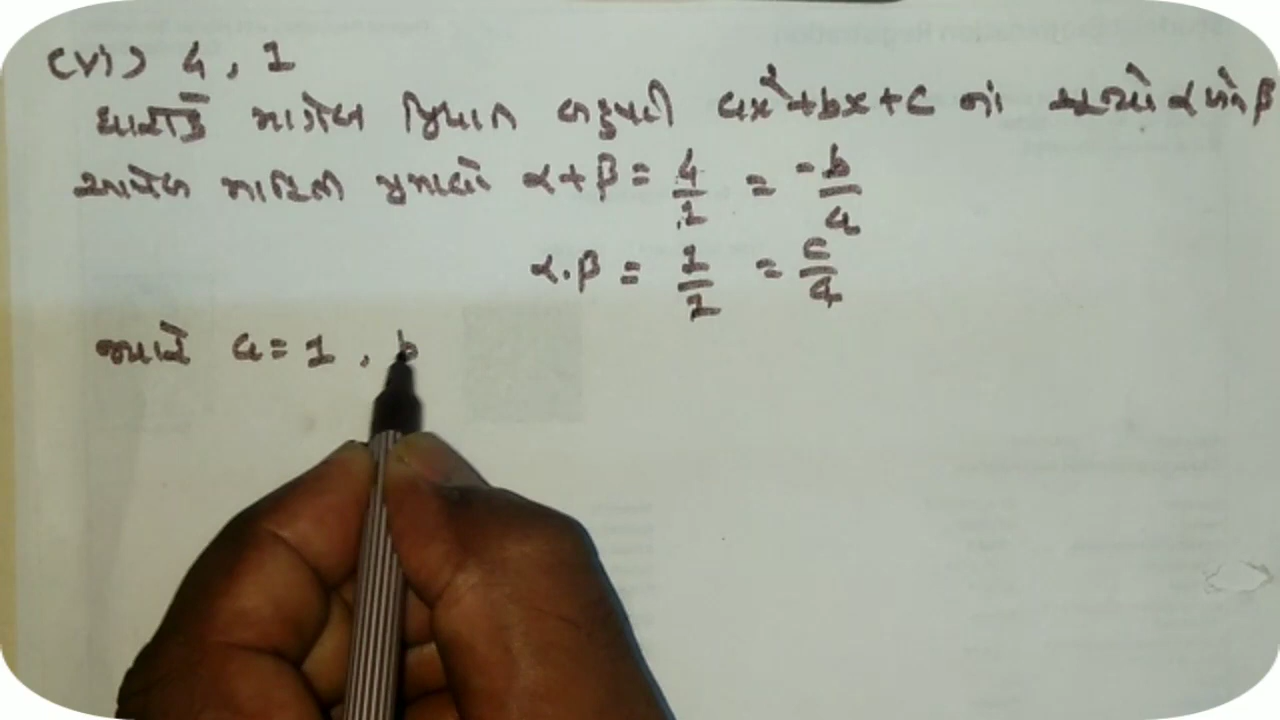 (vi) 4, 1
ધારોકે માગેલ દ્વિઘાત બહુપદી ax²+bx+c નાં શૂન્યો α અને β
આપેલ માહિતી મુજબ α+β = 4/1 = -b/a
α.β = 1/1 = c/a
જ્યારે a = 1, b